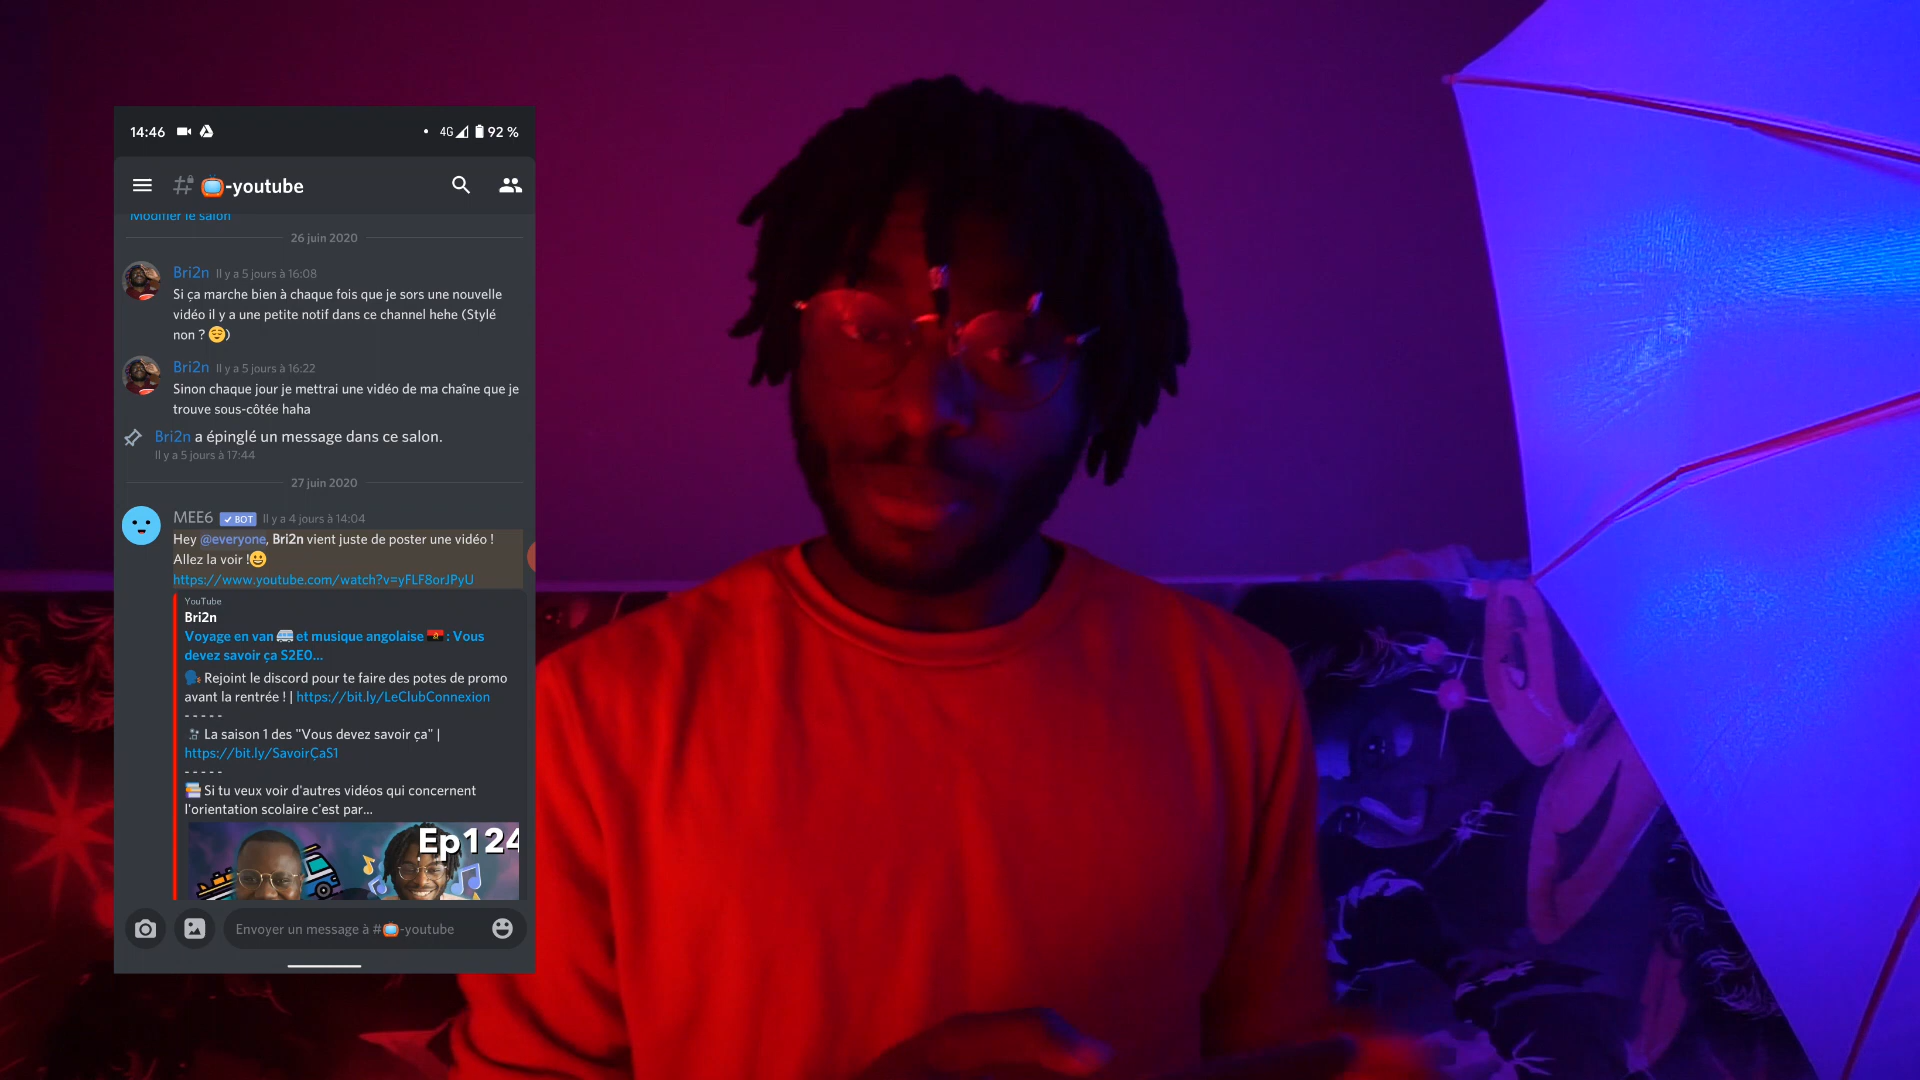 14:46
4G 92 %
# 📺-youtube
Modifier le salon
26 juin 2020
Bri2n Il y a 5 jours à 16:08
Si ça marche bien à chaque fois que je sors une nouvelle
vidéo il y a une petite notif dans ce channel hehe (Stylé
non ? 😌)
Bri2n Il y a 5 jours à 16:22
Sinon chaque jour je mettrai une vidéo de ma chaîne que je
trouve sous-côtée haha
Bri2n a épinglé un message dans ce salon.
Il y a 5 jours à 17:44
27 juin 2020
MEE6 ✓ BOT Il y a 4 jours à 14:04
Hey @everyone, Bri2n vient juste de poster une vidéo !
Allez la voir !😀
https://www.youtube.com/watch?v=yFLF8orJPyU
YouTube
Bri2n
Voyage en van 🚐 et musique angolaise 🇦🇴 : Vous
devez savoir ça S2E0...
🗣 Rejoint le discord pour te faire des potes de promo
avant la rentrée ! | https://bit.ly/LeClubConnexion
- - - - -
La saison 1 des "Vous devez savoir ça" |
https://bit.ly/SavoirÇaS1
- - - - -
📚 Si tu veux voir d'autres vidéos qui concernent
l'orientation scolaire c'est par...
Ep124
Envoyer un message à #📺-youtube